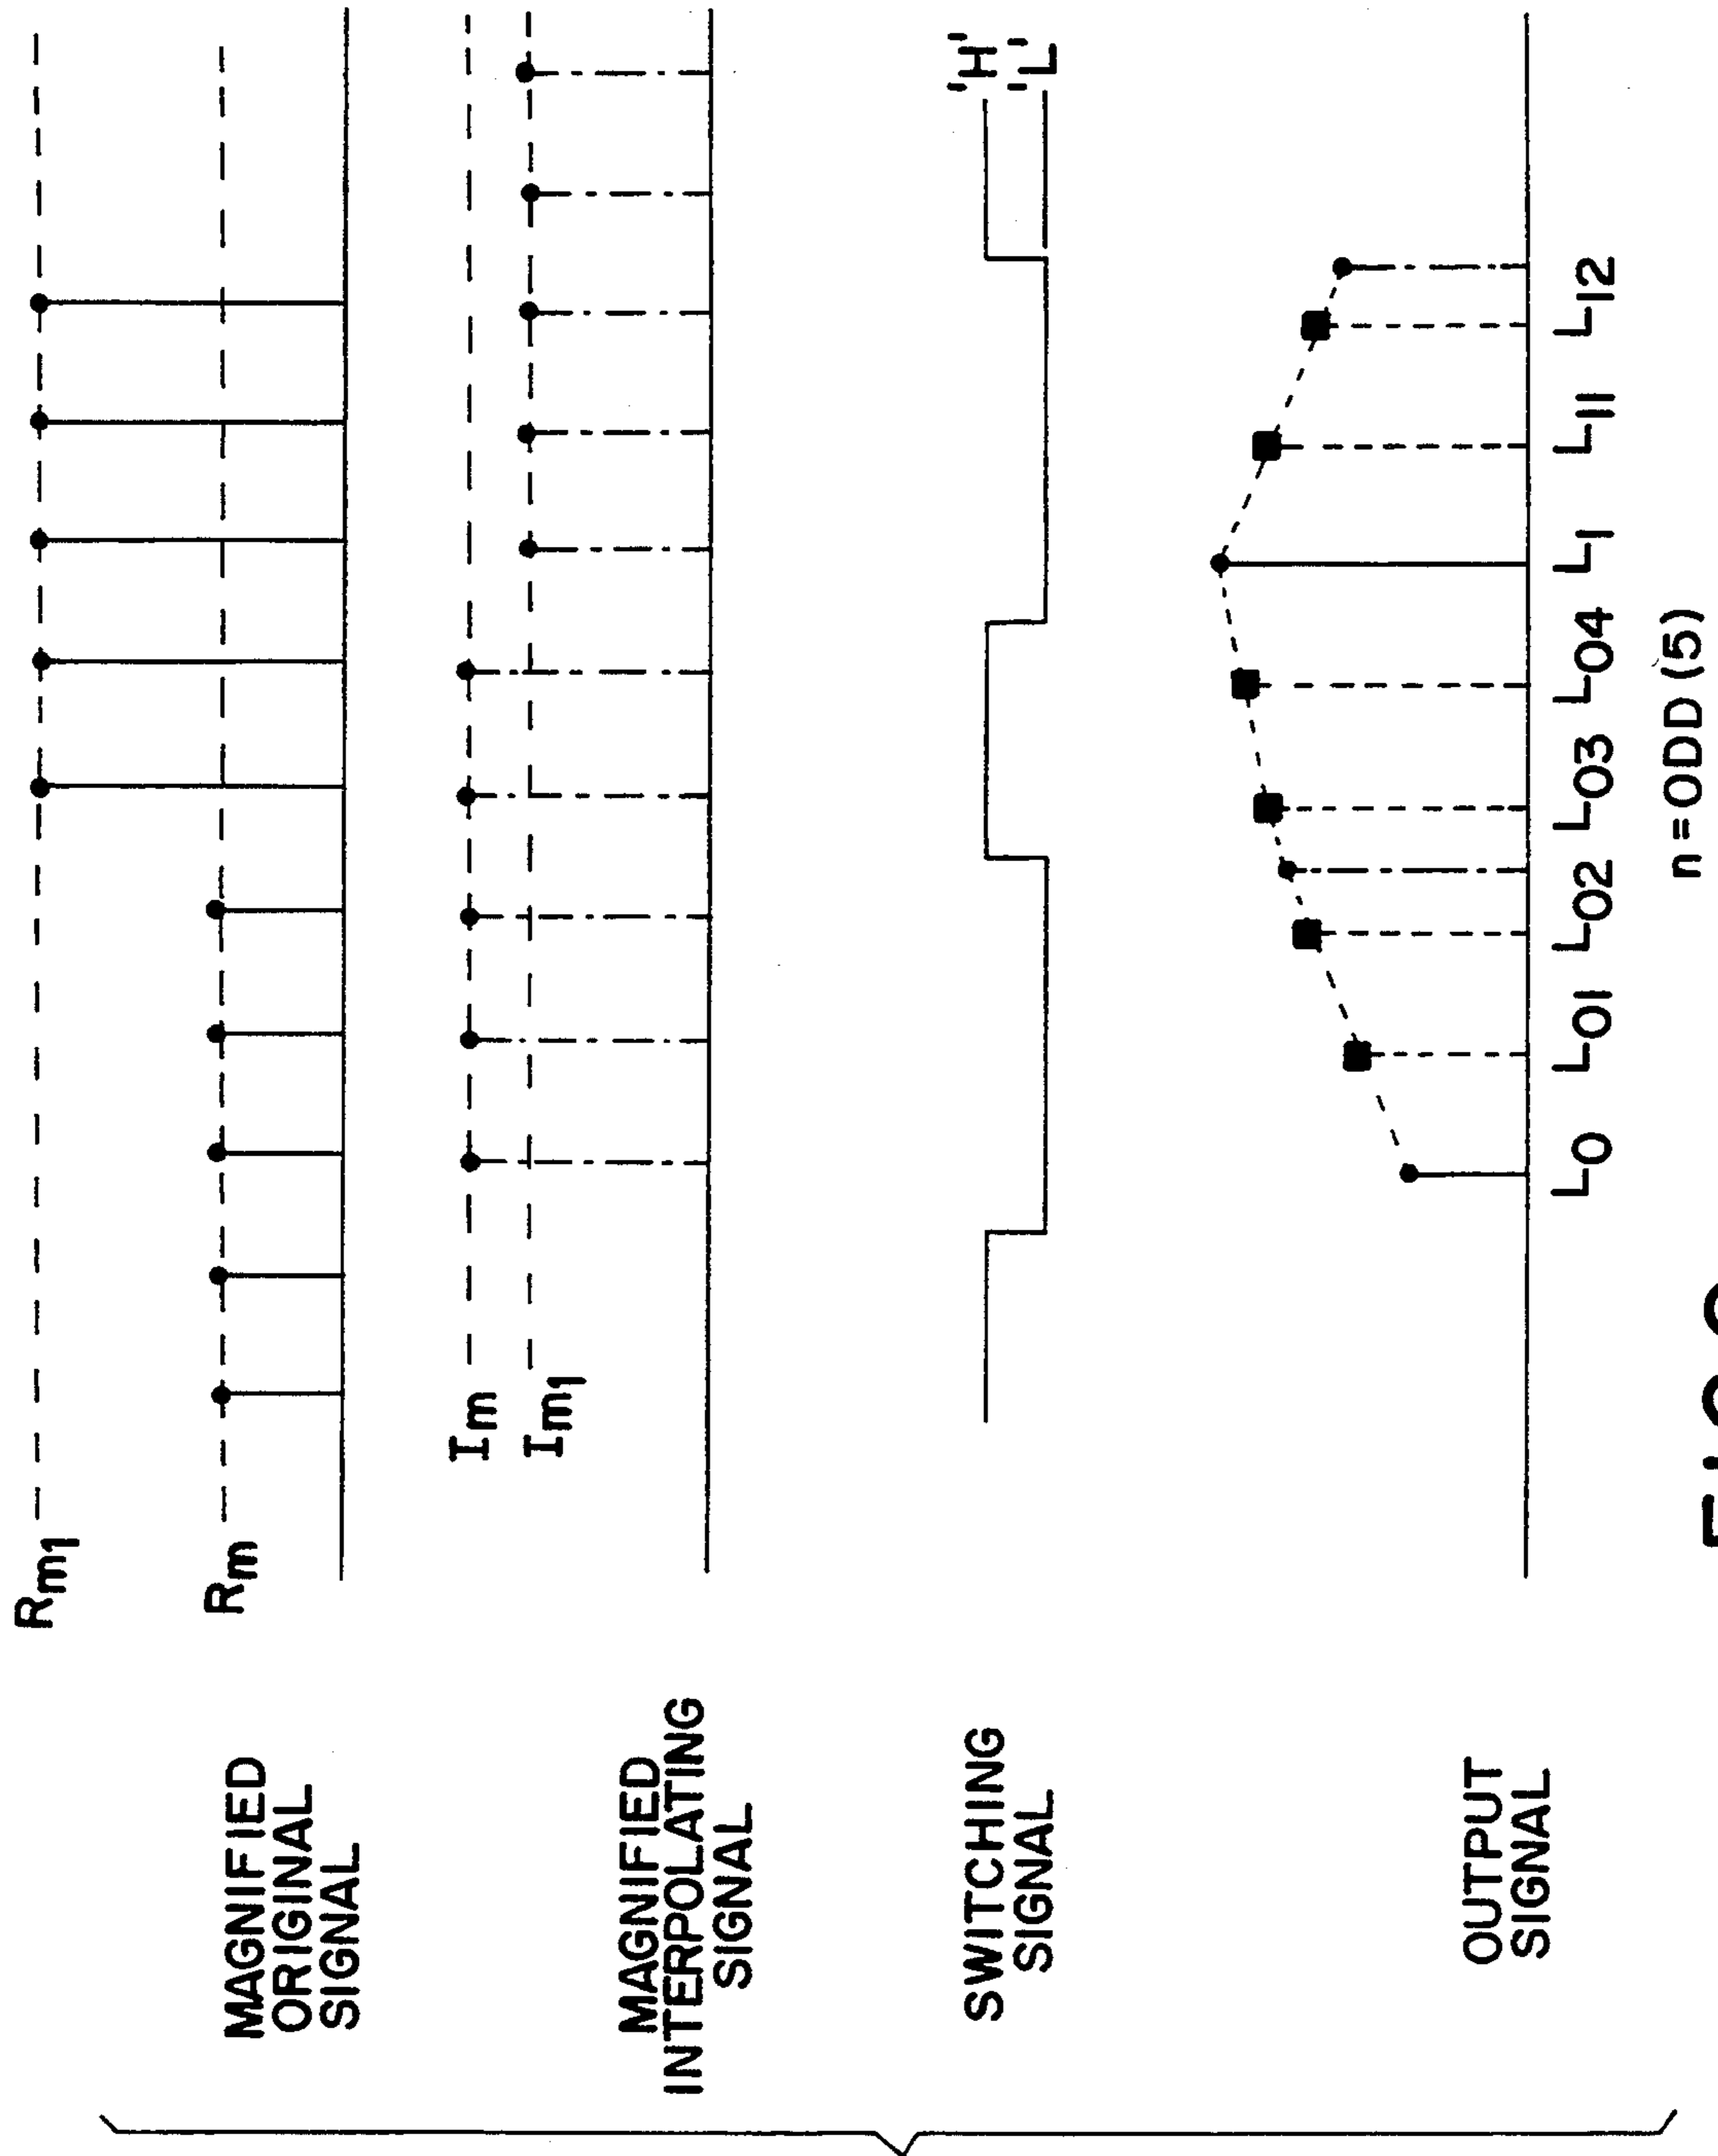 MAGNIFIED
ORIGINAL
SIGNAL
Rm1
Rm
MAGNIFIED
INTERPOLATING
SIGNAL
Im
Im1
SWITCHING
SIGNAL
'H'
'L'
OUTPUT
SIGNAL
L0 L01 L02 L03 L04 L1 L11 L12
n=ODD (5)